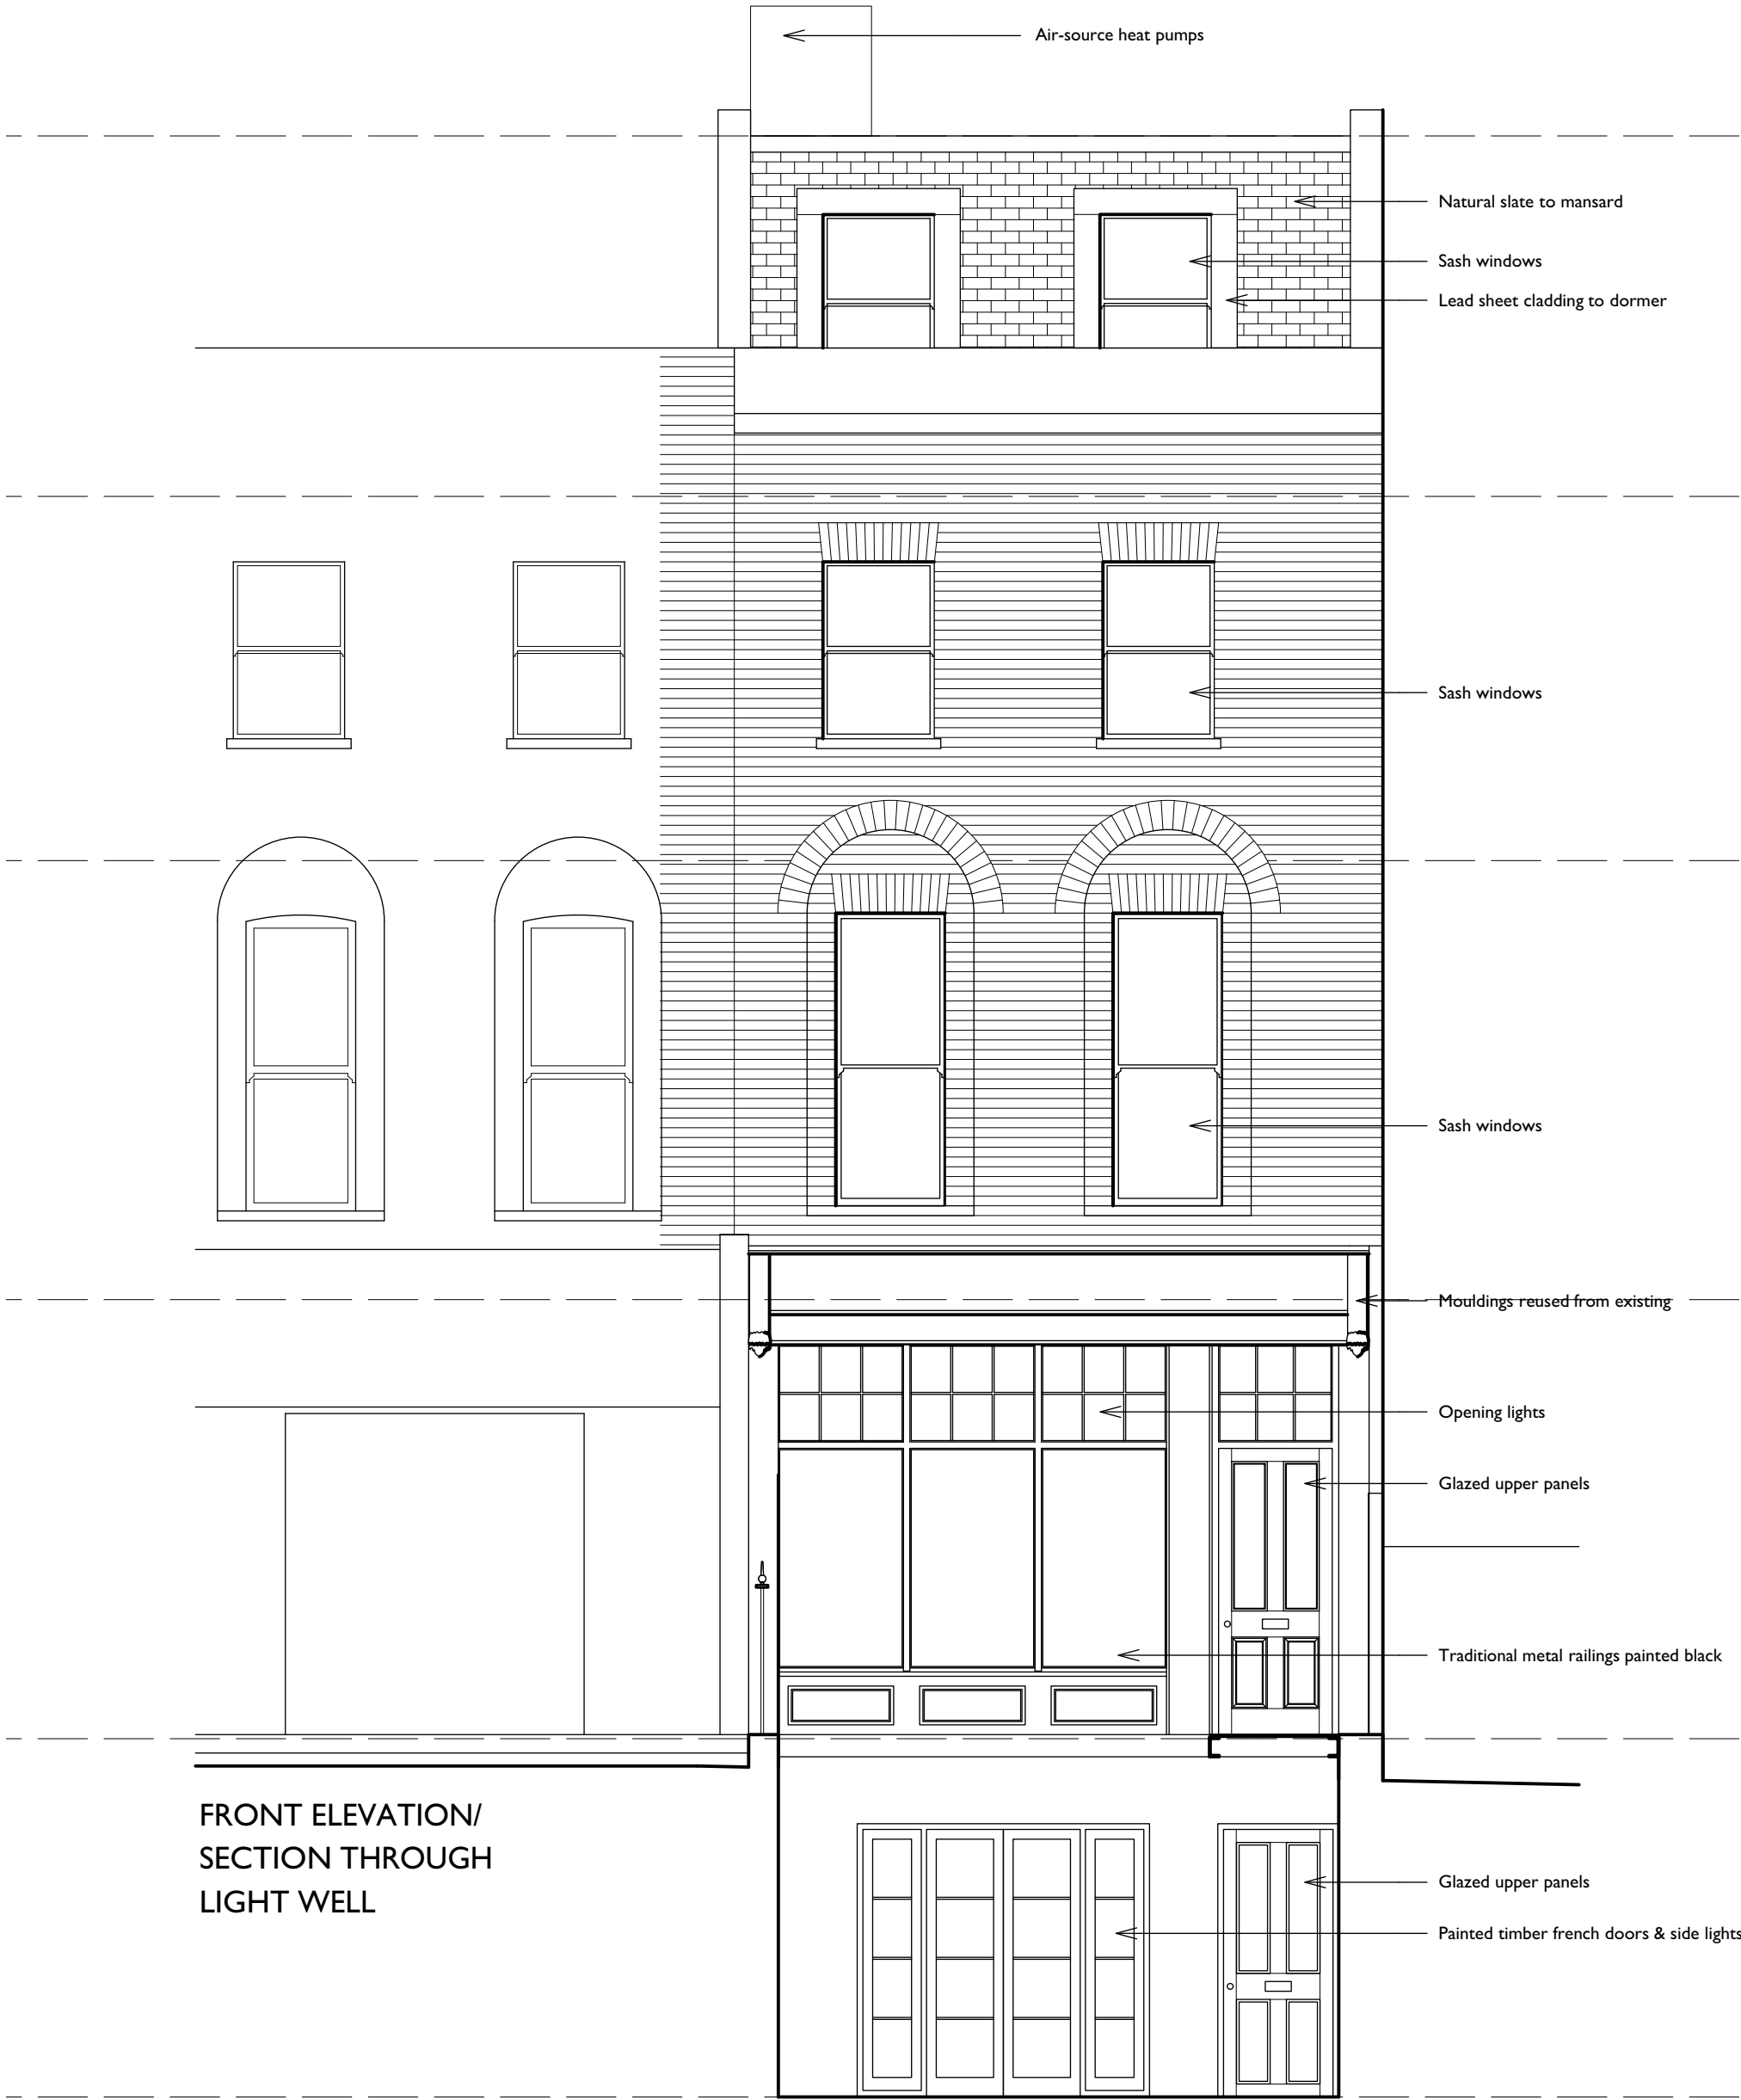 Air-source heat pumps
Natural slate to mansard
Sash windows
Lead sheet cladding to dormer
Sash windows
Sash windows
Mouldings reused from existing
Opening lights
Glazed upper panels
Traditional metal railings painted black
FRONT ELEVATION/
SECTION THROUGH
LIGHT WELL
Glazed upper panels
Painted timber french doors & side lights